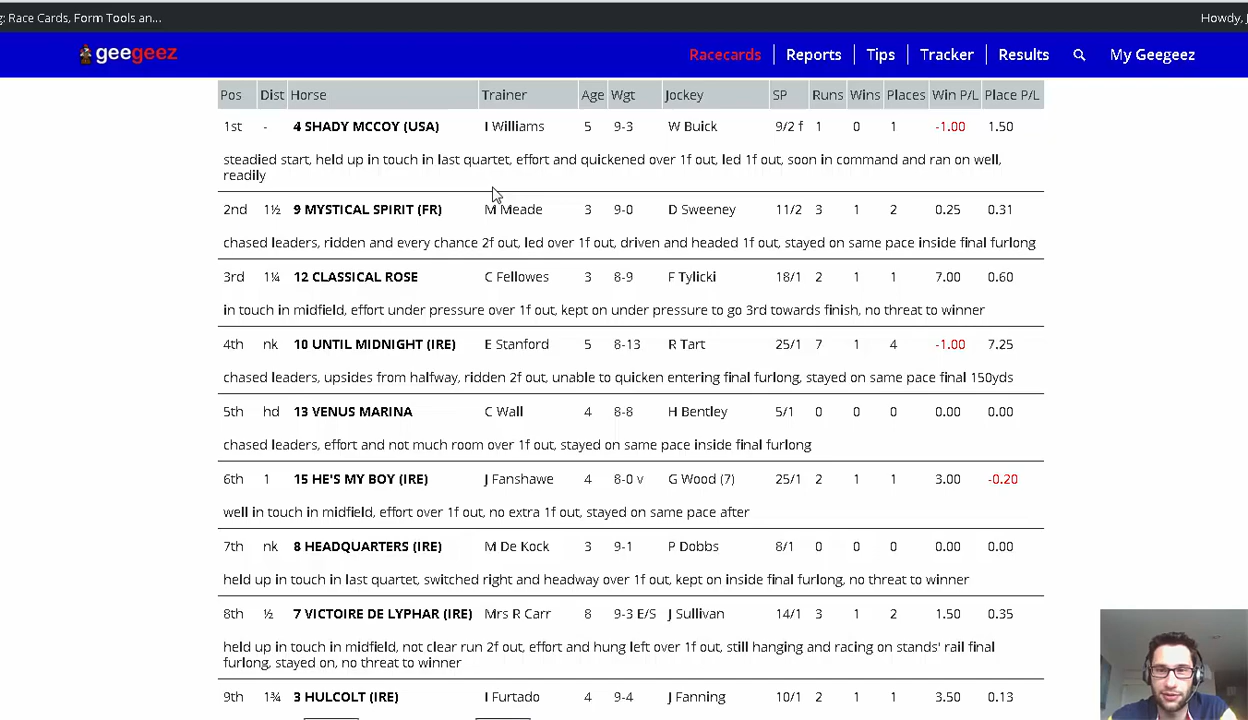 g: Race Cards, Form Tools an... Howdy, J
geegeez Racecards Reports Tips Tracker Results My Geegeez
Pos Dist Horse Trainer Age Wgt Jockey SP Runs Wins Places Win P/L Place P/L
1st - 4 SHADY MCCOY (USA) I Williams 5 9-3 W Buick 9/2 f 1 0 1 -1.00 1.50
steadied start, held up in touch in last quartet, effort and quickened over 1f out, led 1f out, soon in command and ran on well,
readily
2nd 1½ 9 MYSTICAL SPIRIT (FR) M Meade 3 9-0 D Sweeney 11/2 3 1 2 0.25 0.31
chased leaders, ridden and every chance 2f out, led over 1f out, driven and headed 1f out, stayed on same pace inside final furlong
3rd 1¼ 12 CLASSICAL ROSE C Fellowes 3 8-9 F Tylicki 18/1 2 1 1 7.00 0.60
in touch in midfield, effort under pressure over 1f out, kept on under pressure to go 3rd towards finish, no threat to winner
4th nk 10 UNTIL MIDNIGHT (IRE) E Stanford 5 8-13 R Tart 25/1 7 1 4 -1.00 7.25
chased leaders, upsides from halfway, ridden 2f out, unable to quicken entering final furlong, stayed on same pace final 150yds
5th hd 13 VENUS MARINA C Wall 4 8-8 H Bentley 5/1 0 0 0 0.00 0.00
chased leaders, effort and not much room over 1f out, stayed on same pace inside final furlong
6th 1 15 HE'S MY BOY (IRE) J Fanshawe 4 8-0 v G Wood (7) 25/1 2 1 1 3.00 -0.20
well in touch in midfield, effort over 1f out, no extra 1f out, stayed on same pace after
7th nk 8 HEADQUARTERS (IRE) M De Kock 3 9-1 P Dobbs 8/1 0 0 0 0.00 0.00
held up in touch in last quartet, switched right and headway over 1f out, kept on inside final furlong, no threat to winner
8th ½ 7 VICTOIRE DE LYPHAR (IRE) Mrs R Carr 8 9-3 E/S J Sullivan 14/1 3 1 2 1.50 0.35
held up in touch in midfield, not clear run 2f out, effort and hung left over 1f out, still hanging and racing on stands' rail final
furlong, stayed on, no threat to winner
9th 1¾ 3 HULCOLT (IRE) I Furtado 4 9-4 J Fanning 10/1 2 1 1 3.50 0.13